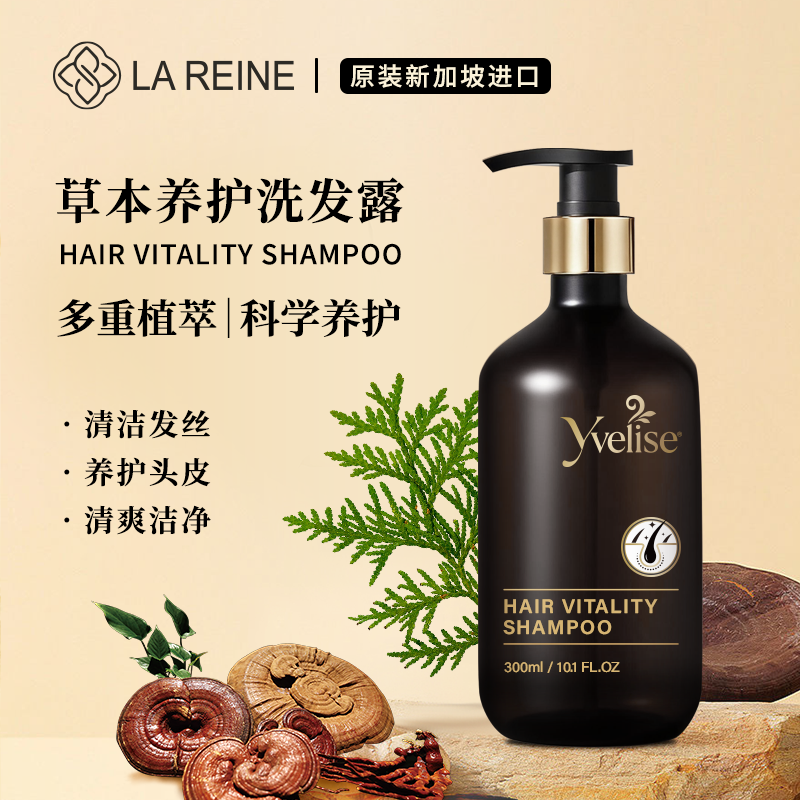 LA REINE | 原装新加坡进口
草本养护洗发露
HAIR VITALITY SHAMPOO
多重植萃|科学养护
· 清洁发丝
· 养护头皮
· 清爽洁净
Yvelise®
HAIR VITALITY
SHAMPOO
300ml / 10.1 FL.OZ